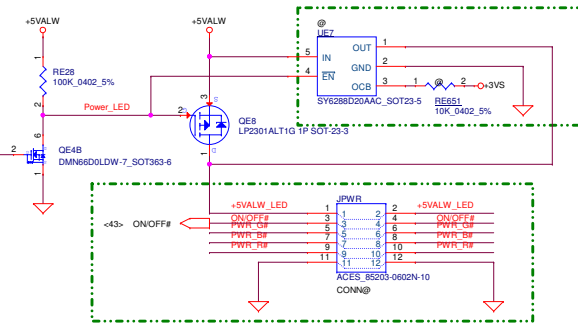 +5VALW
+5VALW
@
UE7
1
OUT
5
IN
2
GND
4
EN
3
OCB
1
@
2
+3VS
SY6288D20AAC_SOT23-5
RE651
10K_0402_5%
1
RE28
100K_0402_5%
2
Power_LED
2
3
QE8
LP2301ALT1G 1P SOT-23-3
1
6
QE4B
DMN66D0LDW-7_SOT363-6
2
1
JPWR
+5VALW_LED
1
1
2
2
+5VALW_LED
<43>
ON/OFF#
ON/OFF#
3
3
4
4
ON/OFF#
PWR_G#
5
5
6
6
PWR_G#
PWR_B#
7
7
8
8
PWR_B#
PWR_R#
9
9
10
10
PWR_R#
11
11
12
12
ACES_85203-0602N-10
CONN@